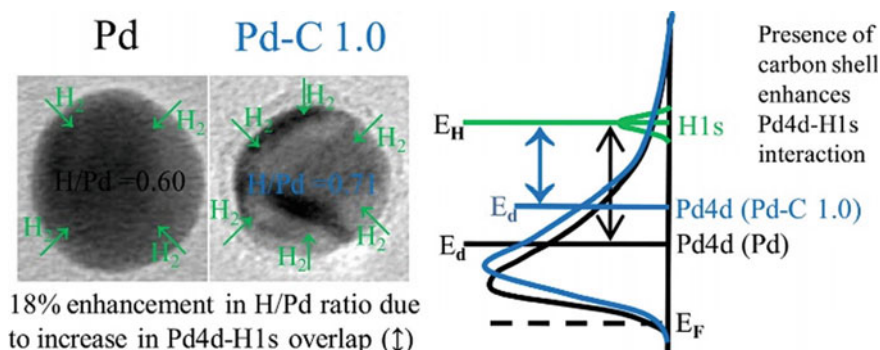 Pd
Pd-C 1.0
H2
H2
H/Pd =0.60
H2
H2
H2
H2
H2
H/Pd =0.71
H2
H2
H2
18% enhancement in H/Pd ratio due
to increase in Pd4d-H1s overlap (↕)
EH
H1s
Ed
Pd4d (Pd-C 1.0)
Ed
Pd4d (Pd)
EF
Presence of
carbon shell
enhances
Pd4d-H1s
interaction